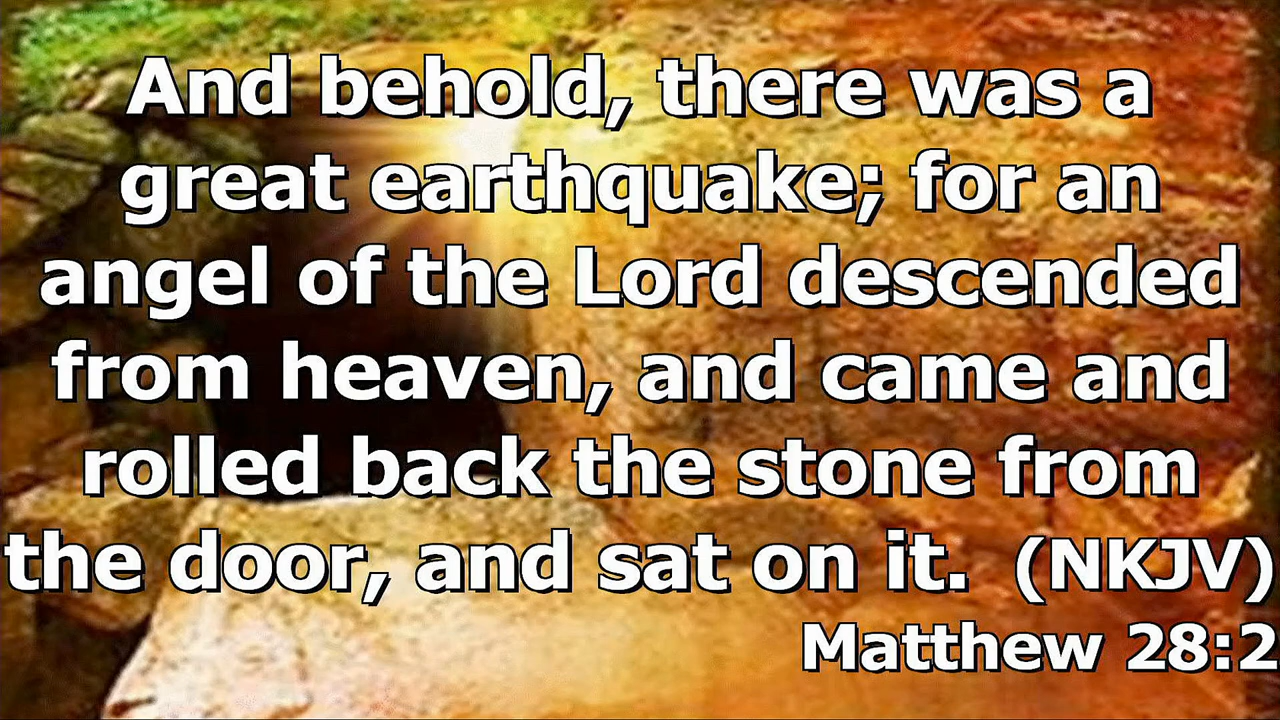 And behold, there was a
great earthquake; for an
angel of the Lord descended
from heaven, and came and
rolled back the stone from
the door, and sat on it. (NKJV)
Matthew 28:2